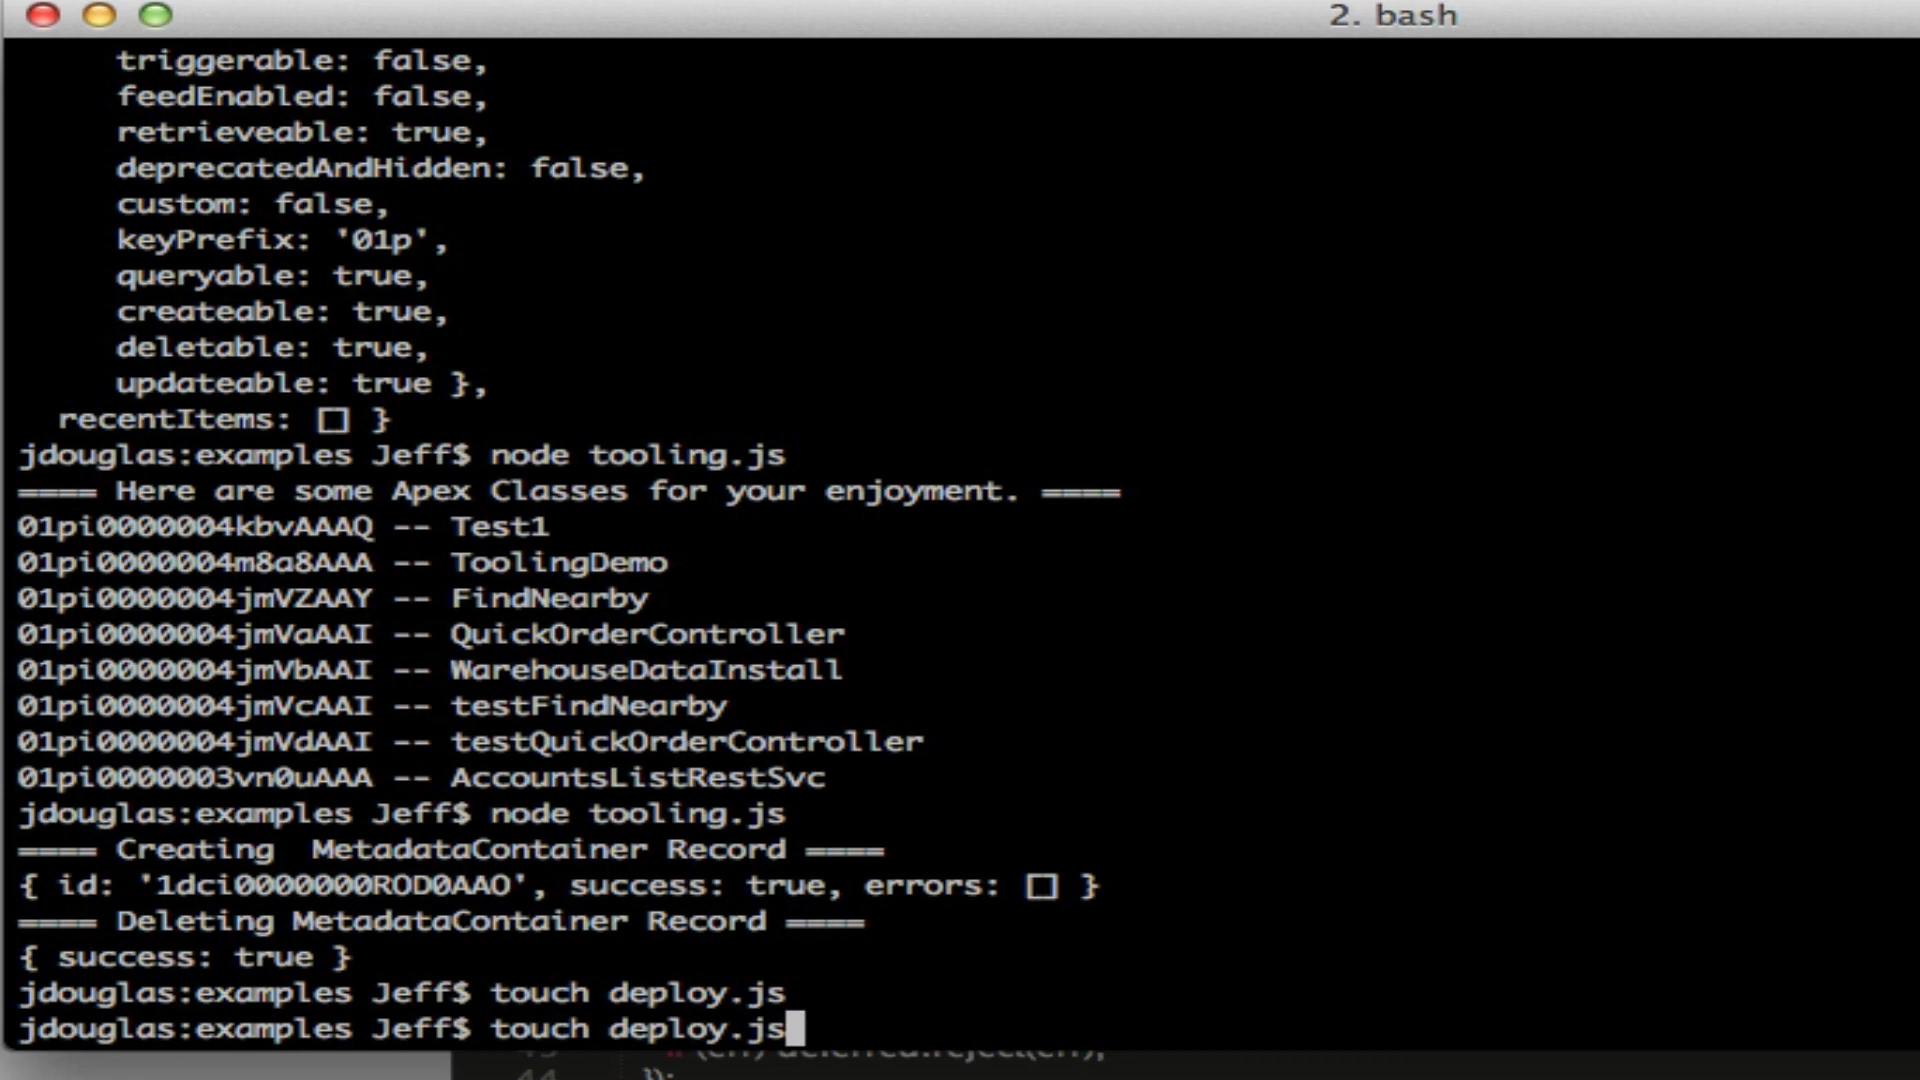 2. bash
triggerable: false,
feedEnabled: false,
retrieveable: true,
deprecatedAndHidden: false,
custom: false,
keyPrefix: '01p',
queryable: true,
createable: true,
deletable: true,
updateable: true },
recentItems: [] }
jdouglas:examples Jeff$ node tooling.js
==== Here are some Apex Classes for your enjoyment. ====
01pi0000004kbvAAAQ -- Test1
01pi0000004m8a8AAA -- ToolingDemo
01pi0000004jmVZAAY -- FindNearby
01pi0000004jmVaAAI -- QuickOrderController
01pi0000004jmVbAAI -- WarehouseDataInstall
01pi0000004jmVcAAI -- testFindNearby
01pi0000004jmVdAAI -- testQuickOrderController
01pi0000003vn0uAAA -- AccountsListRestSvc
jdouglas:examples Jeff$ node tooling.js
==== Creating  MetadataContainer Record ====
{ id: '1dci0000000ROD0AAO', success: true, errors: [] }
==== Deleting MetadataContainer Record ====
{ success: true }
jdouglas:examples Jeff$ touch deploy.js
jdouglas:examples Jeff$ touch deploy.js